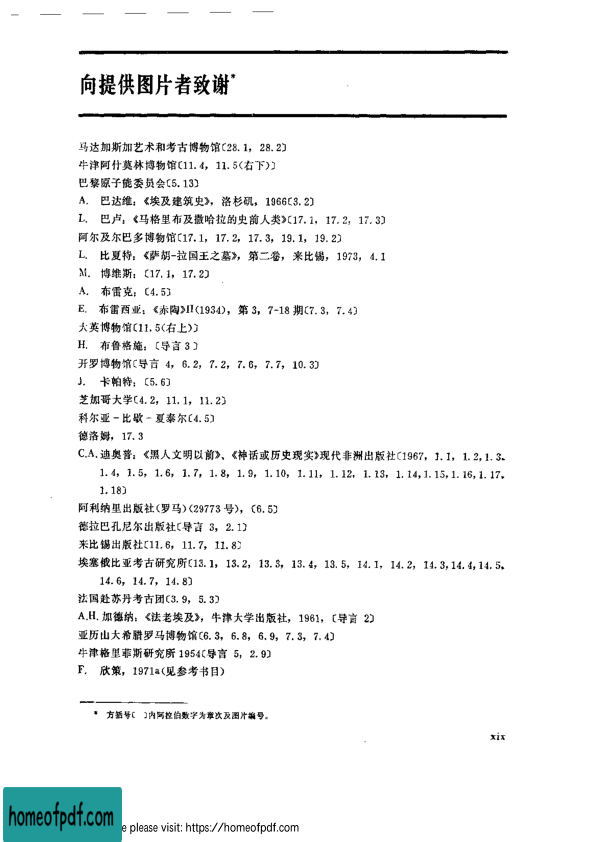 向提供图片者致谢*
马达加斯加艺术和考古博物馆〔28.1，28.2〕
牛津阿什莫林博物馆〔11.4，11.5(右下)〕
巴黎原子能委员会〔5.13〕
A. 巴达维：《埃及建筑史》，洛杉矶，1966〔3.2〕
L. 巴卢：《马格里布及撒哈拉的史前人类》〔17.1，17.2，17.3〕
阿尔及尔巴多博物馆〔17.1，17.2，17.3，19.1，19.2〕
L. 比夏特：《萨胡-拉国王之墓》，第二卷，来比锡，1973，4.1
M. 博维斯：〔17.1，17.2〕
A. 布雷克：〔4.5〕
E. 布雷西亚：《赤陶》II(1934)，第3，7-18期〔7.3，7.4〕
大英博物馆〔11.5(右上)〕
H. 布鲁格施：〔导言3〕
开罗博物馆〔导言 4，6.2，7.2，7.6，7.7，10.3〕
J. 卡帕特：〔5.6〕
芝加哥大学〔4.2，11.1，11.2〕
科尔亚－比歇－夏泰尔〔4.5〕
德洛姆，17.3
C.A.迪奥普：《黑人文明以前》、《神话或历史现实》现代非洲出版社〔1967，1.1，1.2，1.3、
1.4，1.5，1.6，1.7，1.8，1.9，1.10，1.11，1.12，1.13，1.14，1.15，1.16，1.17、
1.18〕
阿利纳里出版社(罗马)(29773号)，〔6.5〕
德拉巴孔尼尔出版社〔导言 3，2.1〕
来比锡出版社〔11.6，11.7，11.8〕
埃塞俄比亚考古研究所〔13.1，13.2，13.3，13.4，13.5，14.1，14.2，14.3，14.4，14.5、
14.6，14.7，14.8〕
法国赴苏丹考古团〔3.9，5.3〕
A.H.加德纳：《法老埃及》，牛津大学出版社，1961，〔导言 2〕
亚历山大希腊罗马博物馆〔6.3，6.8，6.9，7.3，7.4〕
牛津格里菲斯研究所1954〔导言 5，2.9〕
F. 欣策，1971a(见参考书目)
* 方括号〔 〕内阿拉伯数字为章次及图片编号。
xix
homeofpdf.com
e please visit: https://homeofpdf.com